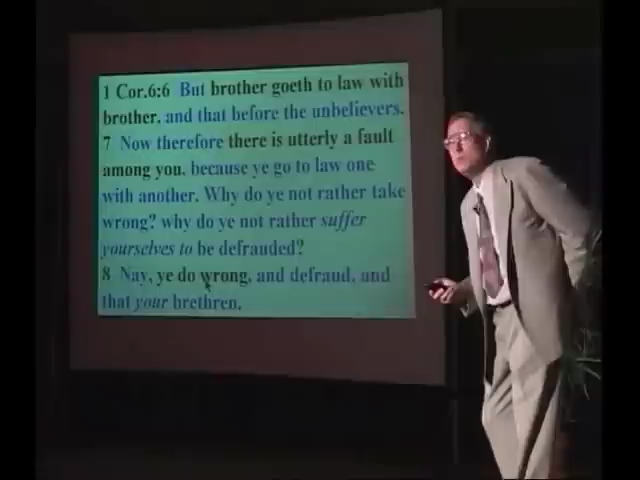 1 Cor.6:6 But brother goeth to law with
brother, and that before the unbelievers.
7 Now therefore there is utterly a fault
among you, because ye go to law one
with another. Why do ye not rather take
wrong? why do ye not rather suffer
yourselves to be defrauded?
8 Nay, ye do wrong, and defraud, and
that your brethren.